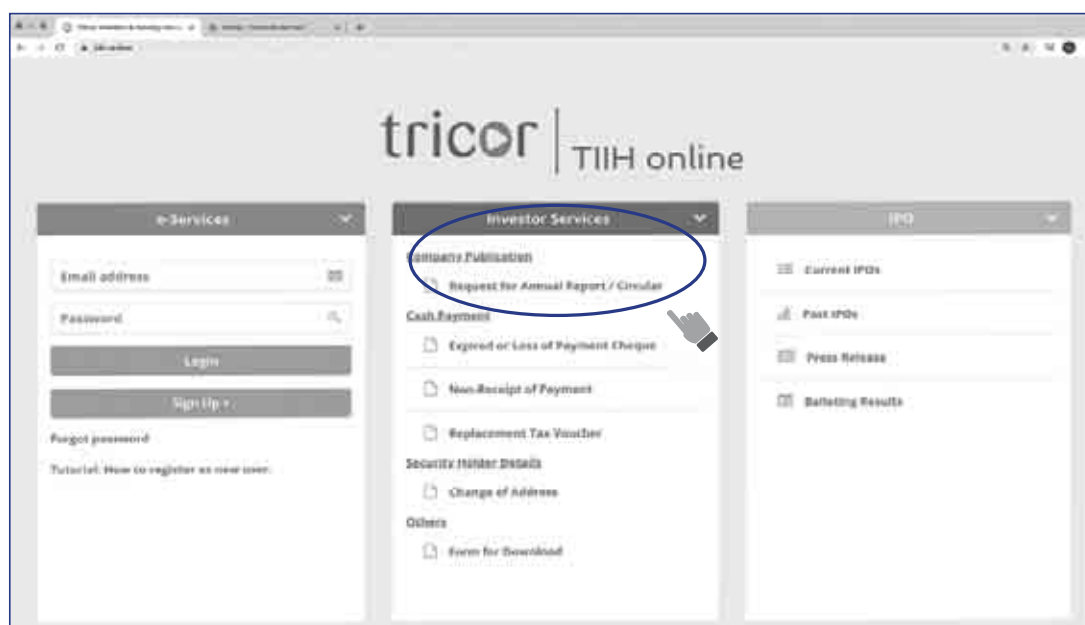 tricor
TIIH online
e-Services
Email address
Password
Login
Sign Up
Forgot password
Tutorial: How to register as new user.
Investor Services
Company Publication
Request for Annual Report / Circular
Cash Payment
Expired or Loss of Payment Cheque
Non-Receipt of Payment
Replacement Tax Voucher
Security Holder Details
Change of Address
Others
Form for Download
IPO
Current IPOs
Past IPOs
Press Release
Balloting Results